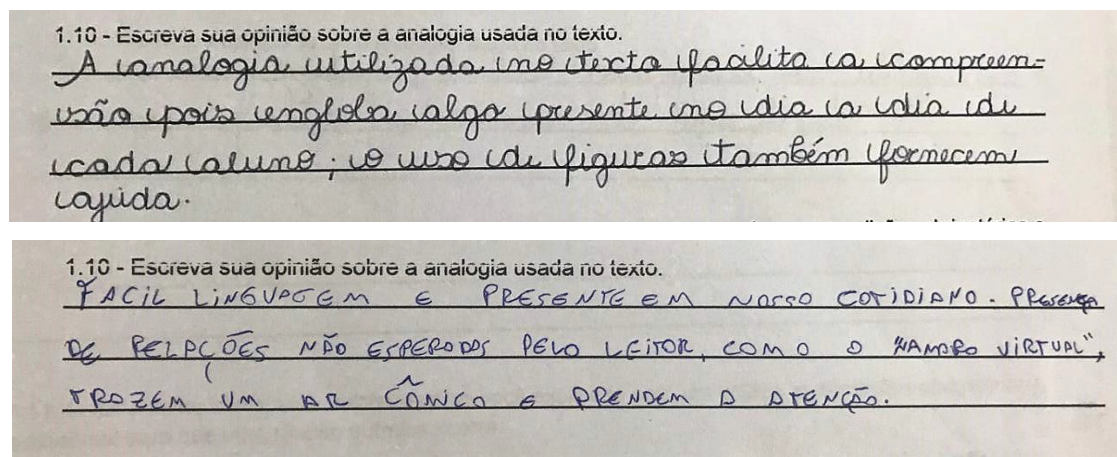 1.10 - Escreva sua opinião sobre a analogia usada no texto.
A analogia utilizada no texto facilita a compreen=
são pois engloba algo presente no dia a dia de
cada aluno; o uso de figuras também fornecem
ajuda.
1.10 - Escreva sua opinião sobre a analogia usada no texto.
FACIL LINGUAGEM E PRESENTE EM NOSSO COTIDIANO. PRESENÇA
DE RELAÇÕES NÃO ESPERADAS PELO LEITOR, COMO O "NAMORO VIRTUAL",
TRAZEM UM AR CÔMICO E PRENDEM A ATENÇÃO.